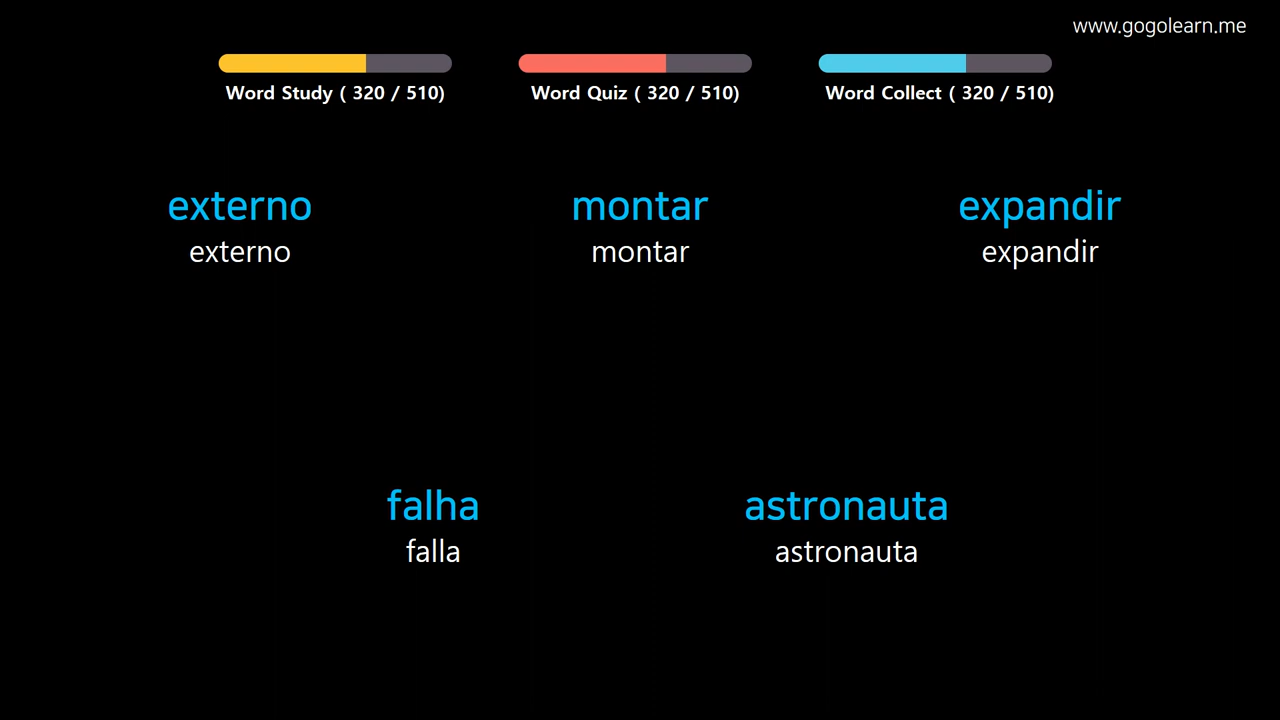 www.gogolearn.me
Word Study ( 320 / 510)
Word Quiz ( 320 / 510)
Word Collect ( 320 / 510)
externo
externo
montar
montar
expandir
expandir
falha
falla
astronauta
astronauta